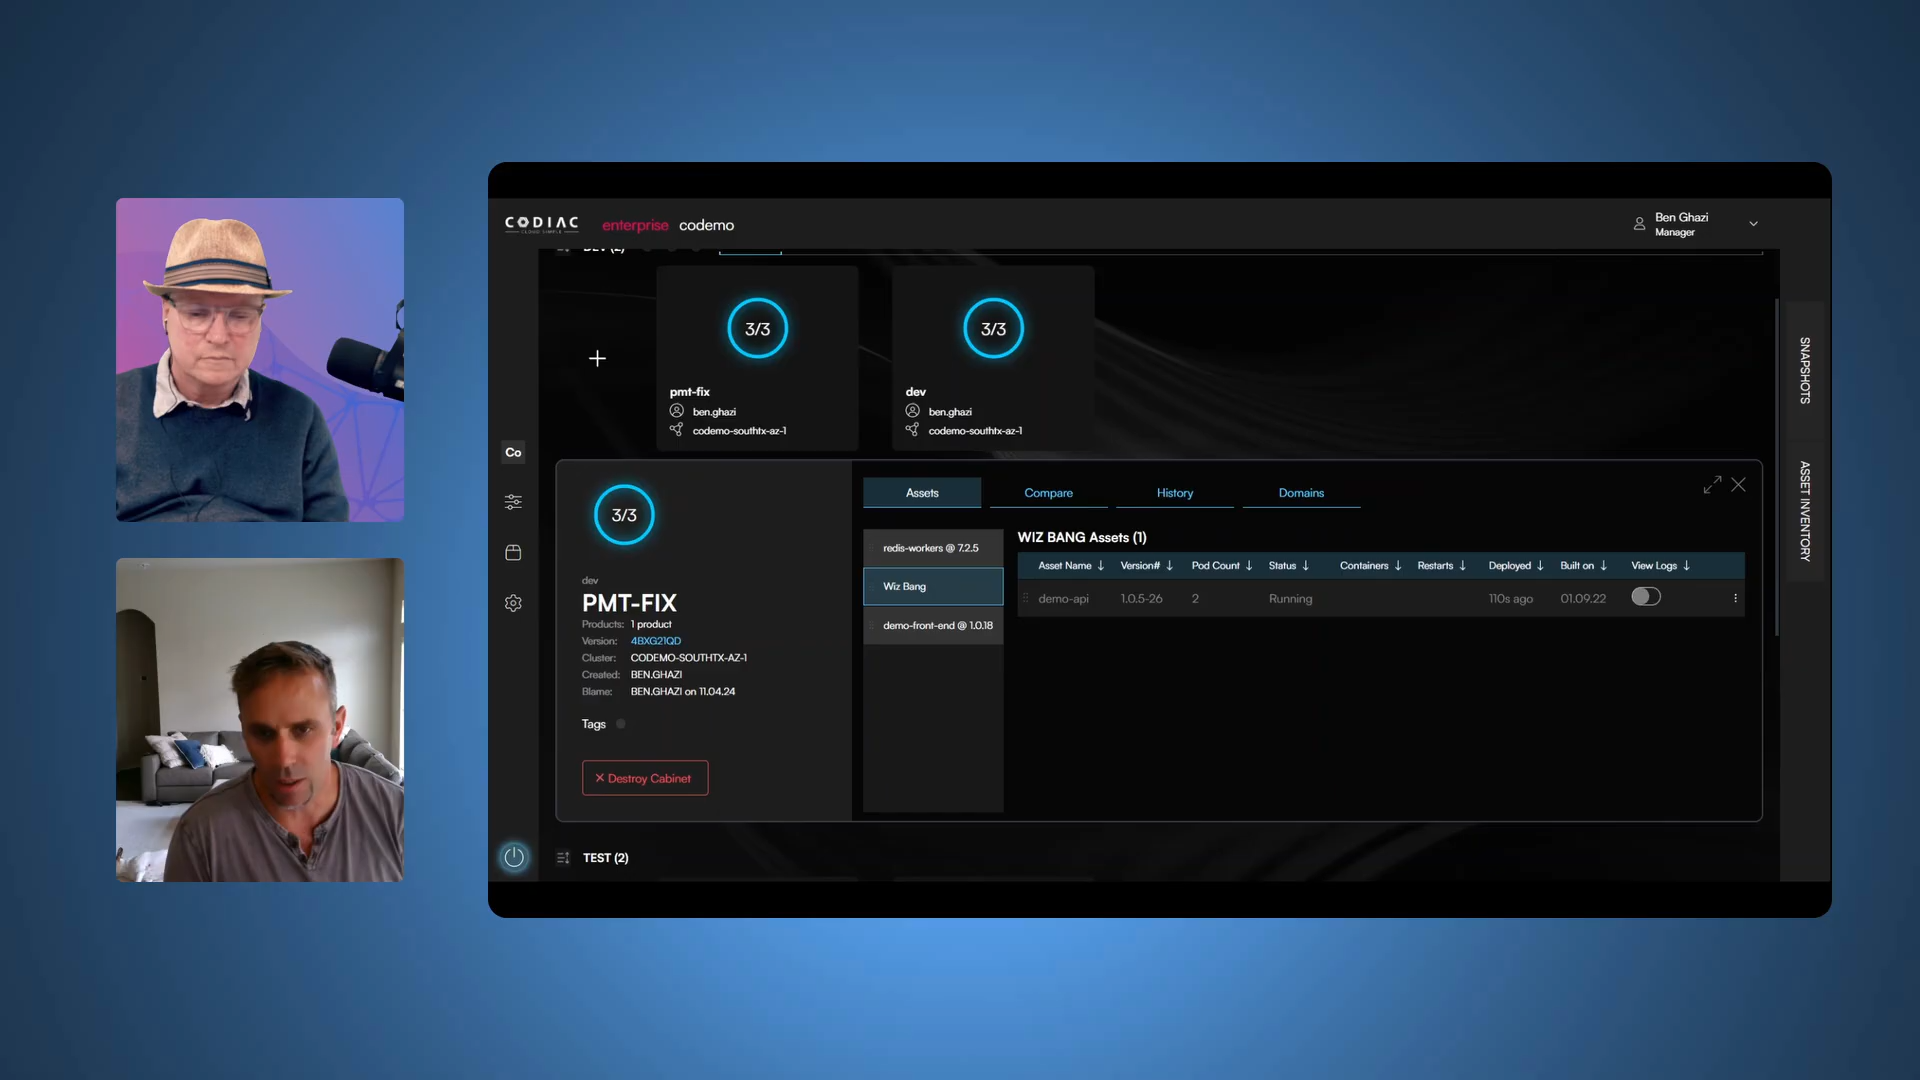 CODIAC
CLOUD SIMPLE
enterprise codemo
Ben Ghazi
Manager
DEV (2)
3/3
pmt-fix
ben.ghazi
codemo-southtx-az-1
3/3
dev
ben.ghazi
codemo-southtx-az-1
SNAPSHOTS
ASSET INVENTORY
Co
3/3
dev
PMT-FIX
Products: 1 product
Version: 4BXG21QD
Cluster: CODEMO-SOUTHTX-AZ-1
Created: BEN.GHAZI
Blame: BEN.GHAZI on 11.04.24
Tags
Destroy Cabinet
Assets Compare History Domains
redis-workers @ 7.2.5
Wiz Bang
demo-front-end @ 1.0.18
WIZ BANG Assets (1)
Asset Name Version# Pod Count Status Containers Restarts Deployed Built on View Logs
demo-api 1.0.5-26 2 Running 110s ago 01.09.22
TEST (2)